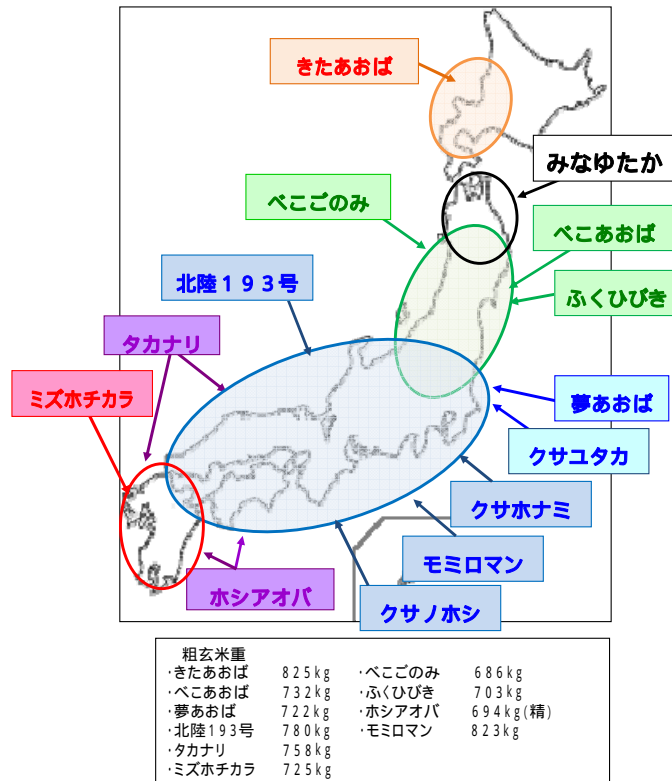 きたあおば
みなゆたか
べこごのみ
べこあおば
北陸193号
ふくひびき
タカナリ
ミズホチカラ
夢あおば
クサユタカ
クサホナミ
モミロマン
ホシアオバ
クサノホシ
粗玄米重
・きたあおば 825kg ・べこごのみ 686kg
・べこあおば 732kg ・ふくひびき 703kg
・夢あおば 722kg ・ホシアオバ 694kg(精)
・北陸193号 780kg ・モミロマン 823kg
・タカナリ 758kg
・ミズホチカラ 725kg